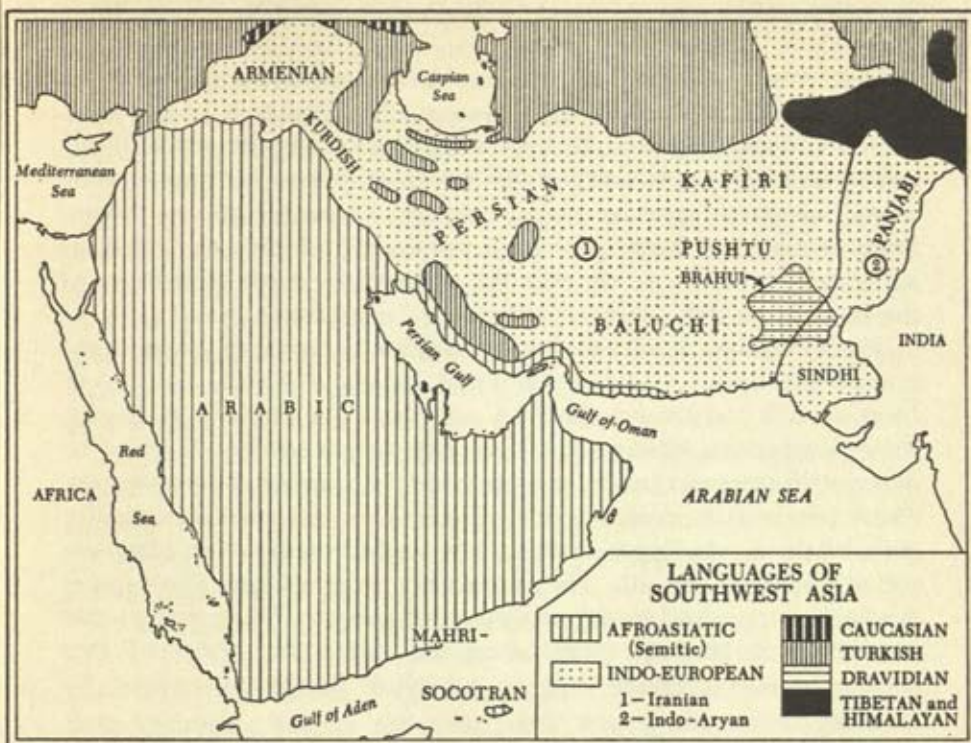 ARMENIAN
Caspian
Sea
KURDISH
Mediterranean
Sea
PERSIAN
KAFIRI
PANJABI
1
PUSHTU
2
BRAHUI
BALUCHI
INDIA
SINDHI
Persian Gulf
ARABIC
Gulf of Oman
Red
Sea
AFRICA
ARABIAN SEA
MAHRI-
SOCOTRAN
Gulf of Aden
LANGUAGES OF
SOUTHWEST ASIA
AFROASIATIC
(Semitic)
INDO-EUROPEAN
1-Iranian
2-Indo-Aryan
CAUCASIAN
TURKISH
DRAVIDIAN
TIBETAN and
HIMALAYAN